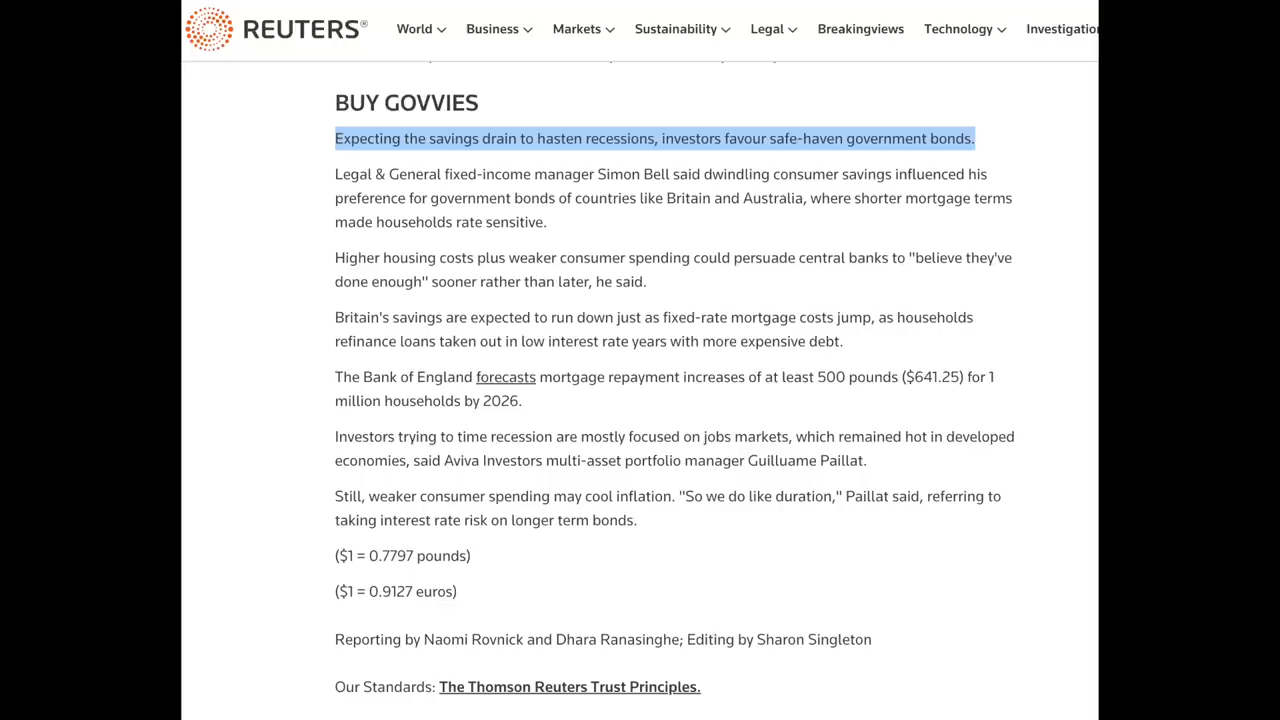 REUTERS®
World
Business
Markets
Sustainability
Legal
Breakingviews
Technology
Investigation
BUY GOVVIES
Expecting the savings drain to hasten recessions, investors favour safe-haven government bonds.
Legal & General fixed-income manager Simon Bell said dwindling consumer savings influenced his
preference for government bonds of countries like Britain and Australia, where shorter mortgage terms
made households rate sensitive.
Higher housing costs plus weaker consumer spending could persuade central banks to "believe they've
done enough" sooner rather than later, he said.
Britain's savings are expected to run down just as fixed-rate mortgage costs jump, as households
refinance loans taken out in low interest rate years with more expensive debt.
The Bank of England forecasts mortgage repayment increases of at least 500 pounds ($641.25) for 1
million households by 2026.
Investors trying to time recession are mostly focused on jobs markets, which remained hot in developed
economies, said Aviva Investors multi-asset portfolio manager Guilluame Paillat.
Still, weaker consumer spending may cool inflation. "So we do like duration," Paillat said, referring to
taking interest rate risk on longer term bonds.
($1 = 0.7797 pounds)
($1 = 0.9127 euros)
Reporting by Naomi Rovnick and Dhara Ranasinghe; Editing by Sharon Singleton
Our Standards: The Thomson Reuters Trust Principles.